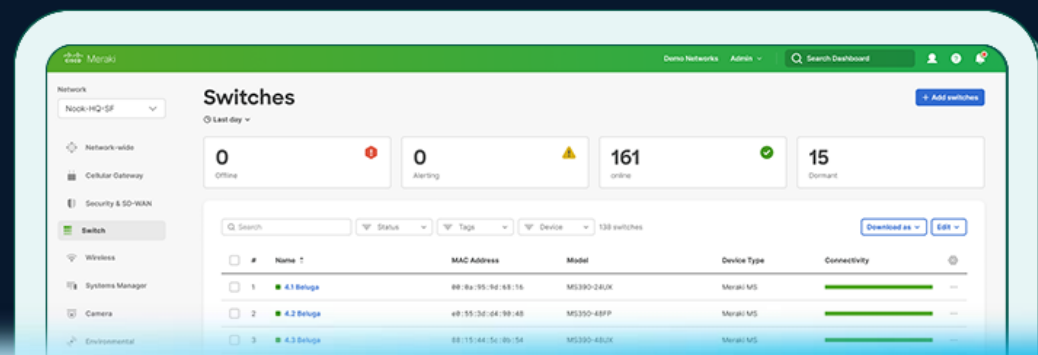 cisco Meraki
Demo Networks Admin Search Dashboard
Network
Nook-HQ-SF
Network-wide
Cellular Gateway
Security & SD-WAN
Switch
Wireless
Systems Manager
Camera
Environmental
Switches
+ Add switches
Last day
0
Offline
0
Alerting
161
online
15
Dormant
Search Status Tags Device 138 switches Download as Edit
# Name MAC Address Model Device Type Connectivity
1 4.1 Beluga 00:0a:95:9d:68:16 MS390-24UX Meraki MS
2 4.2 Beluga e0:55:3d:d4:90:48 MS350-48FP Meraki MS
3 4.3 Beluga MS390-48UX Meraki MS